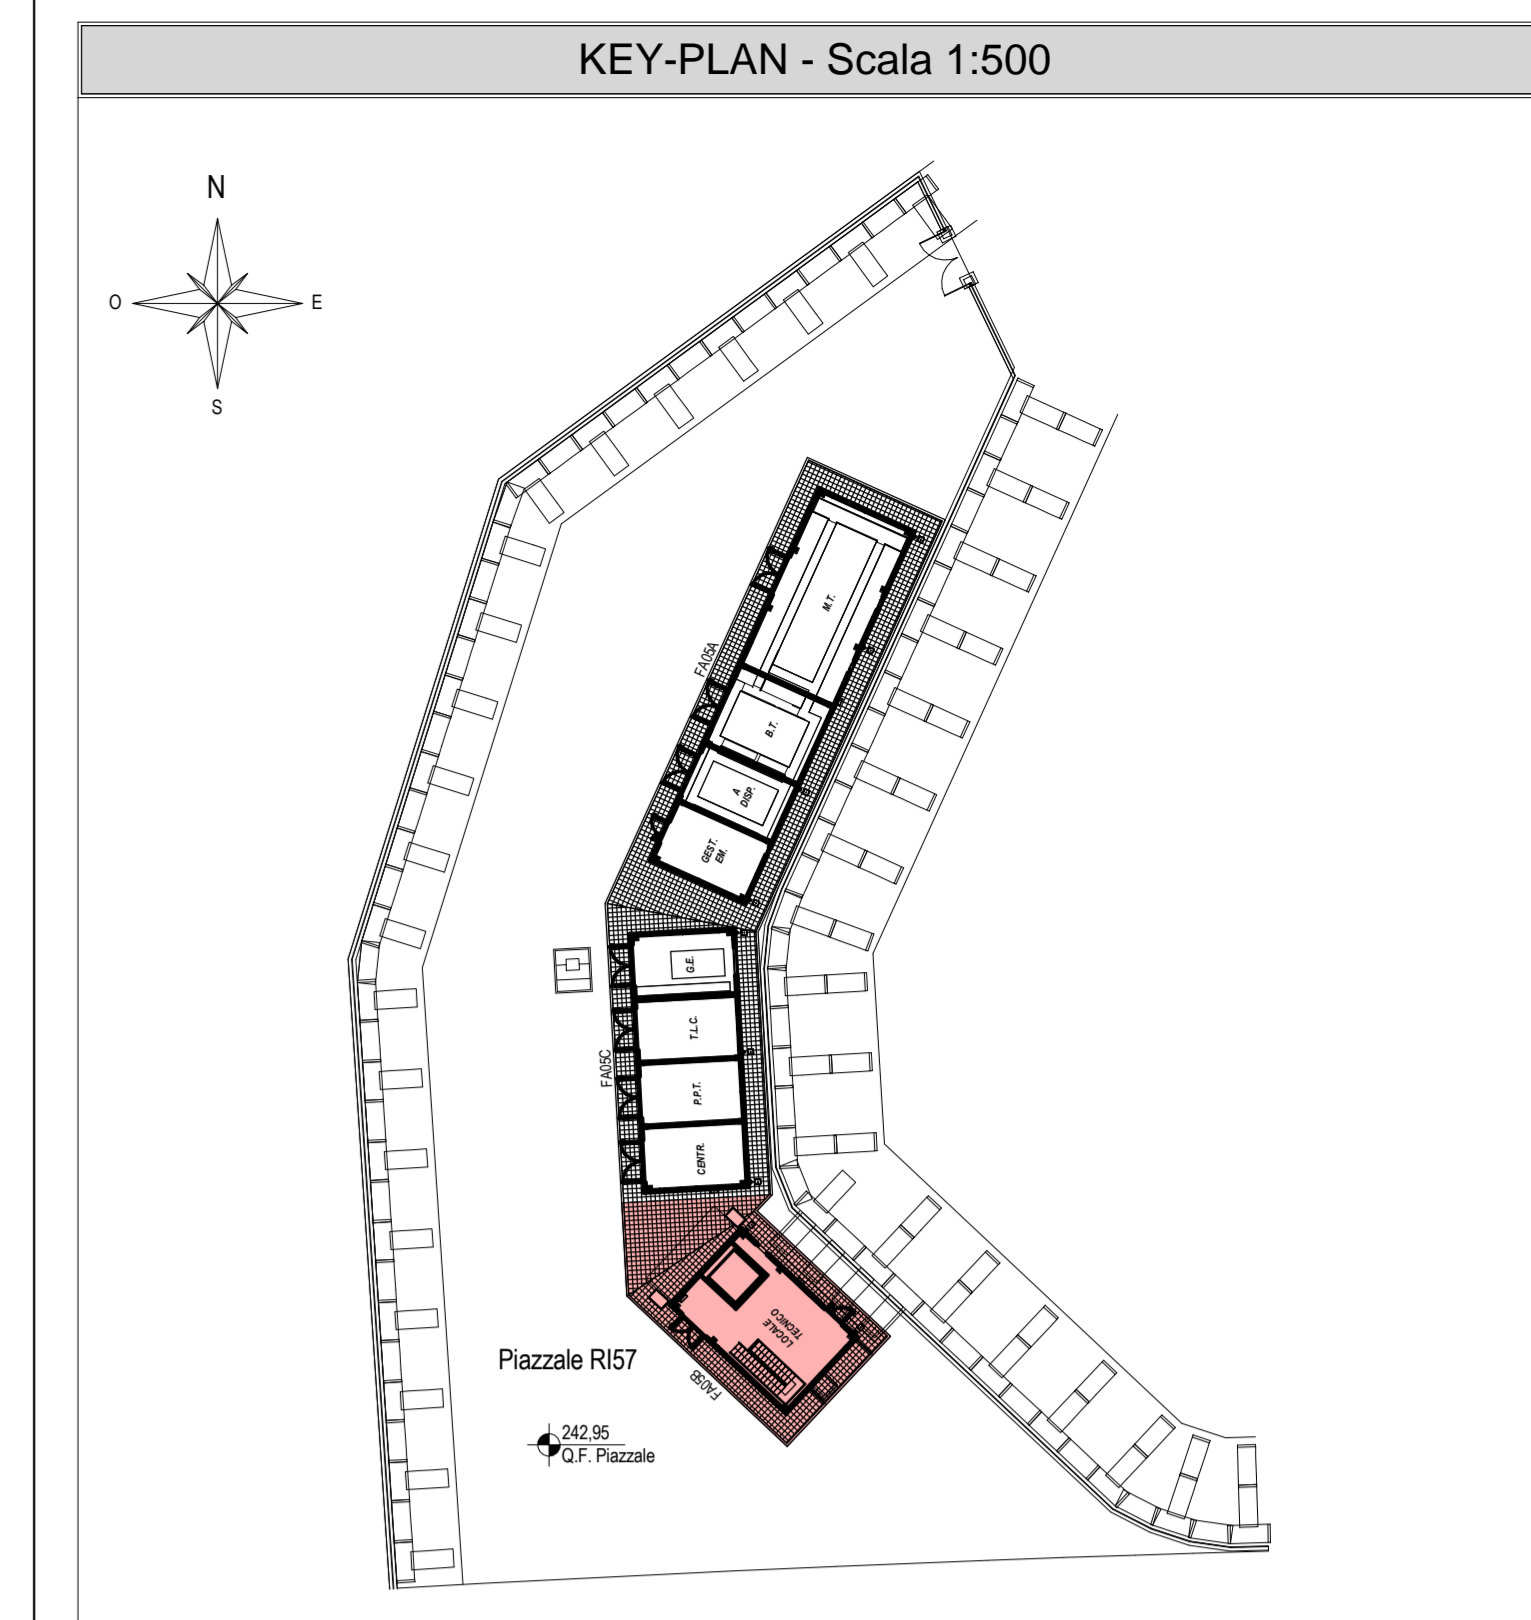 KEY-PLAN - Scala 1:500
N
O
E
S
M.T.
FA05A
B.T.
A
DISP.
GEST.
EM.
G.E.
T.L.C.
FA05C
P.P.T.
CENTR.
LOCALE
TECNICO
Piazzale RI57
FA05B
242,95
Q.F. Piazzale